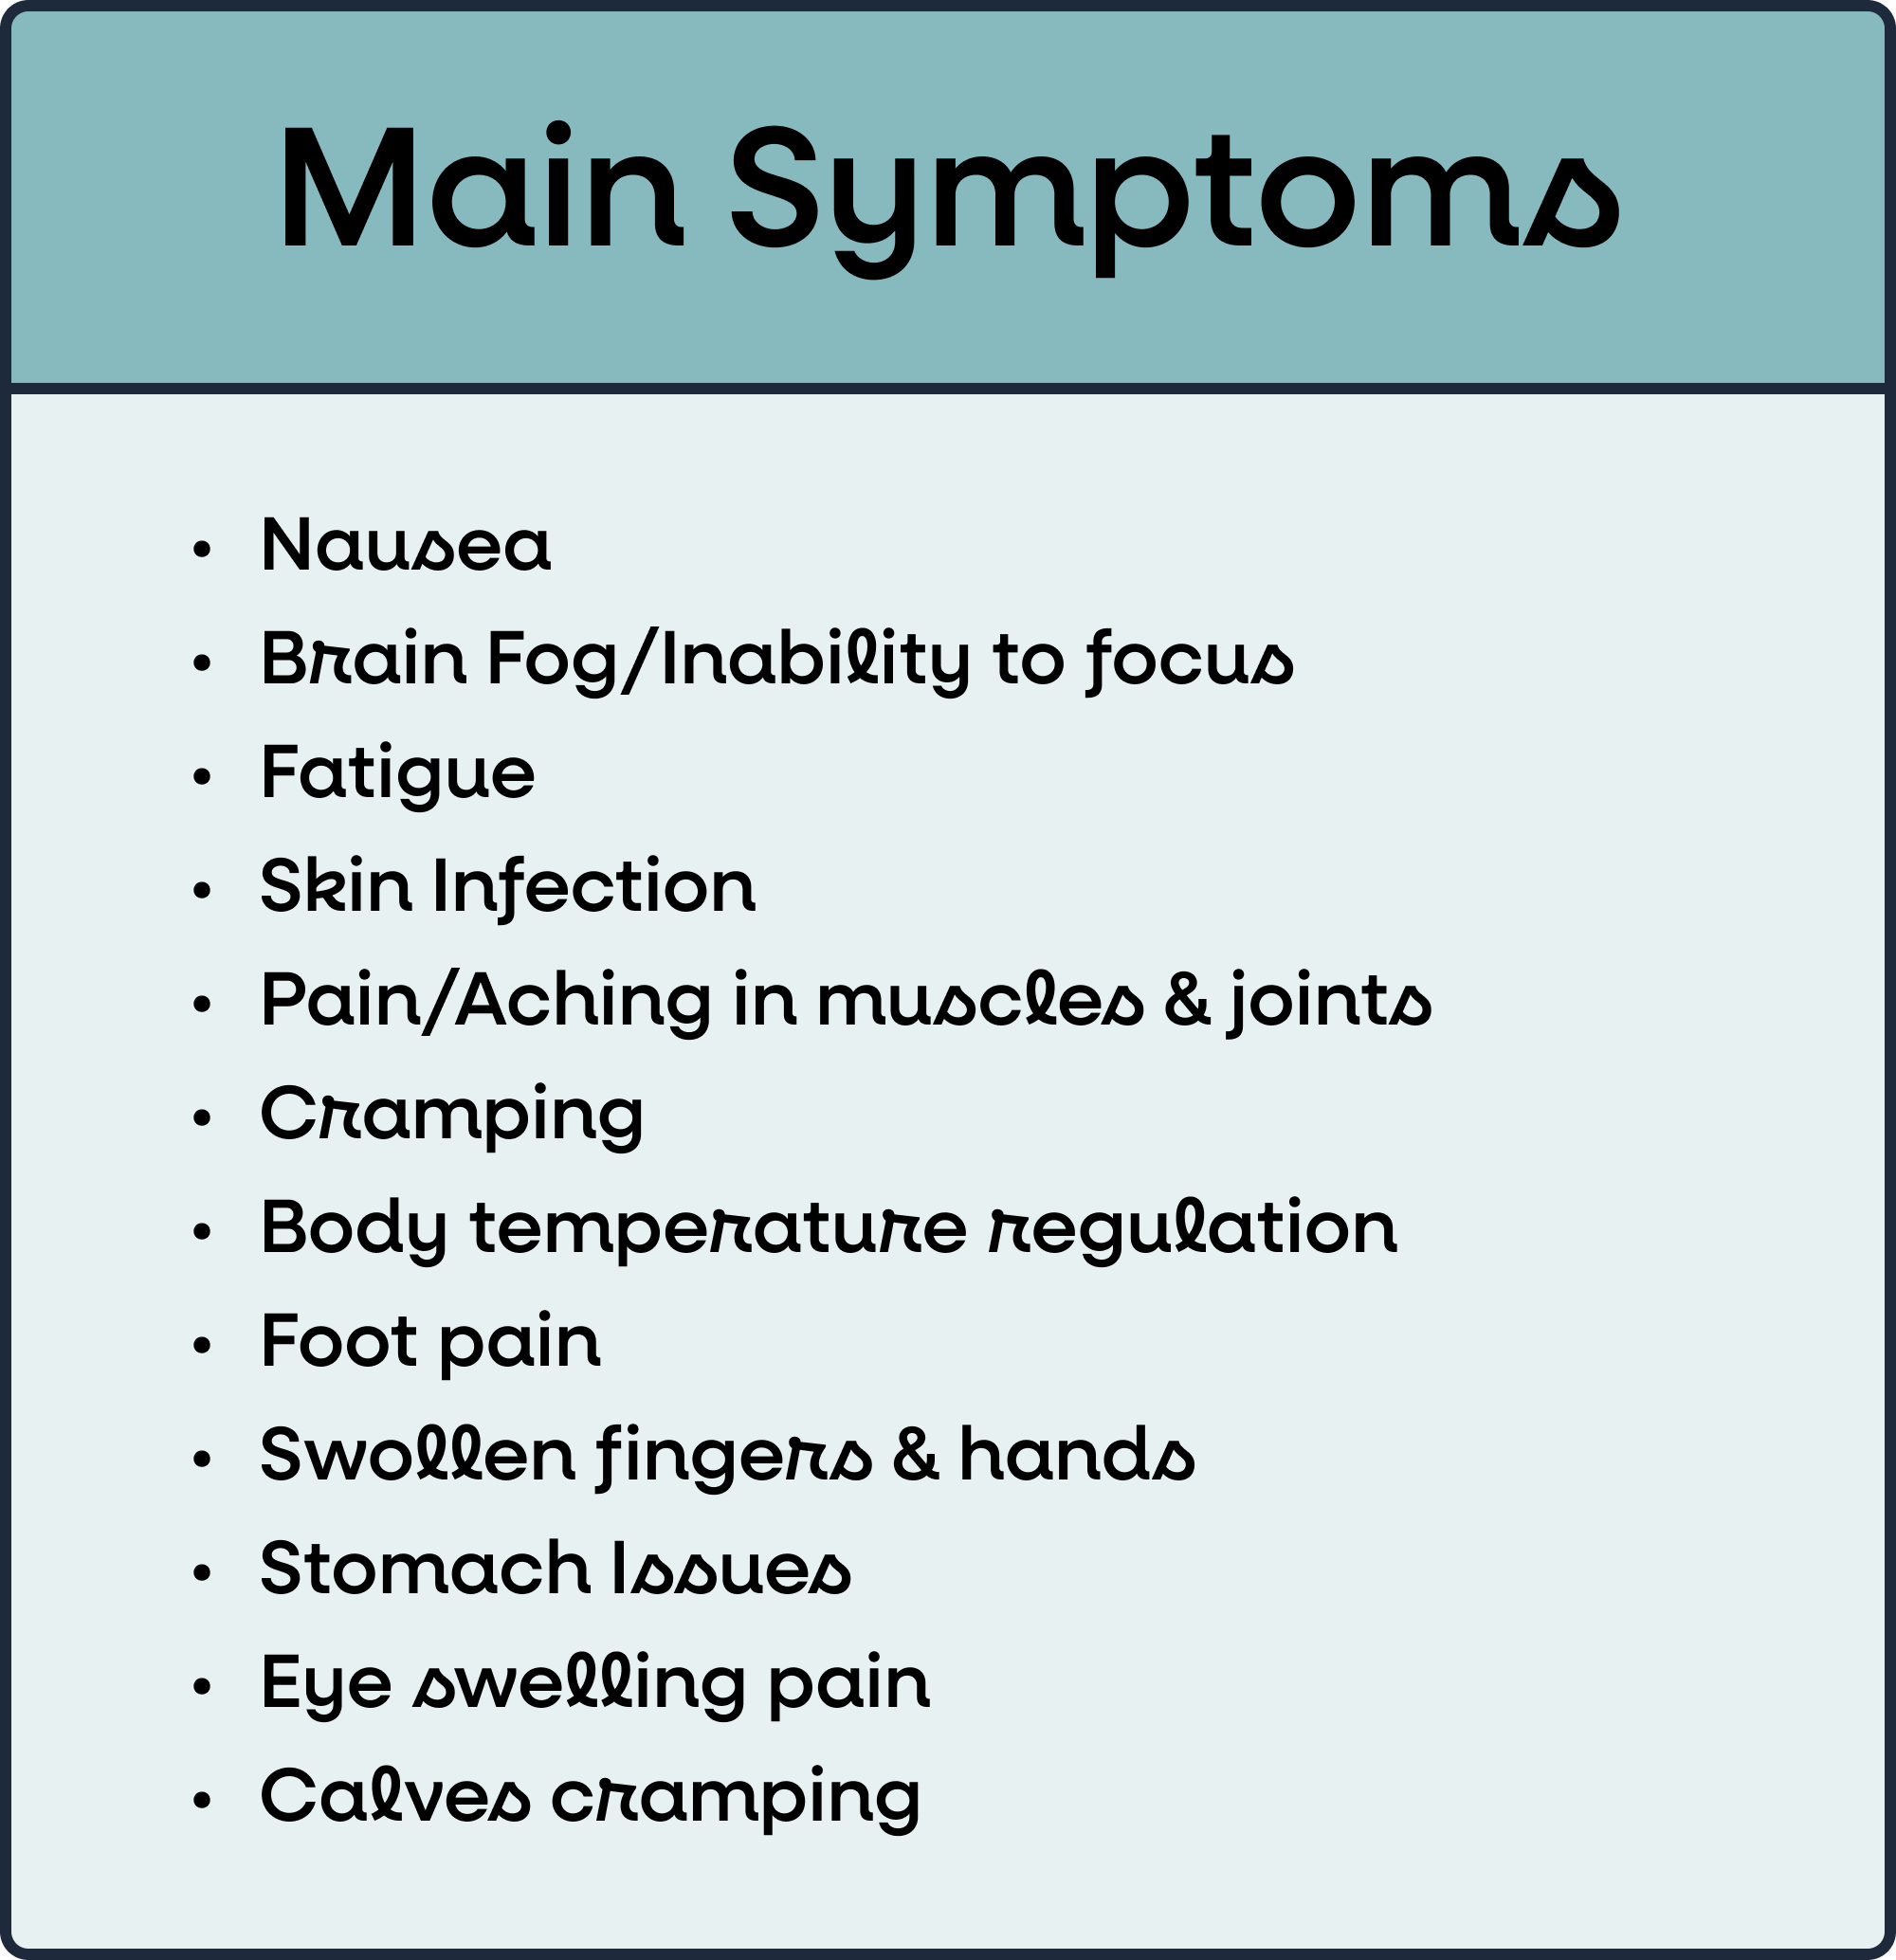 Main Symptoms
• Nausea
• Brain Fog/Inability to focus
• Fatigue
• Skin Infection
• Pain/Aching in muscles & joints
• Cramping
• Body temperature regulation
• Foot pain
• Swollen fingers & hands
• Stomach Issues
• Eye swelling pain
• Calves cramping